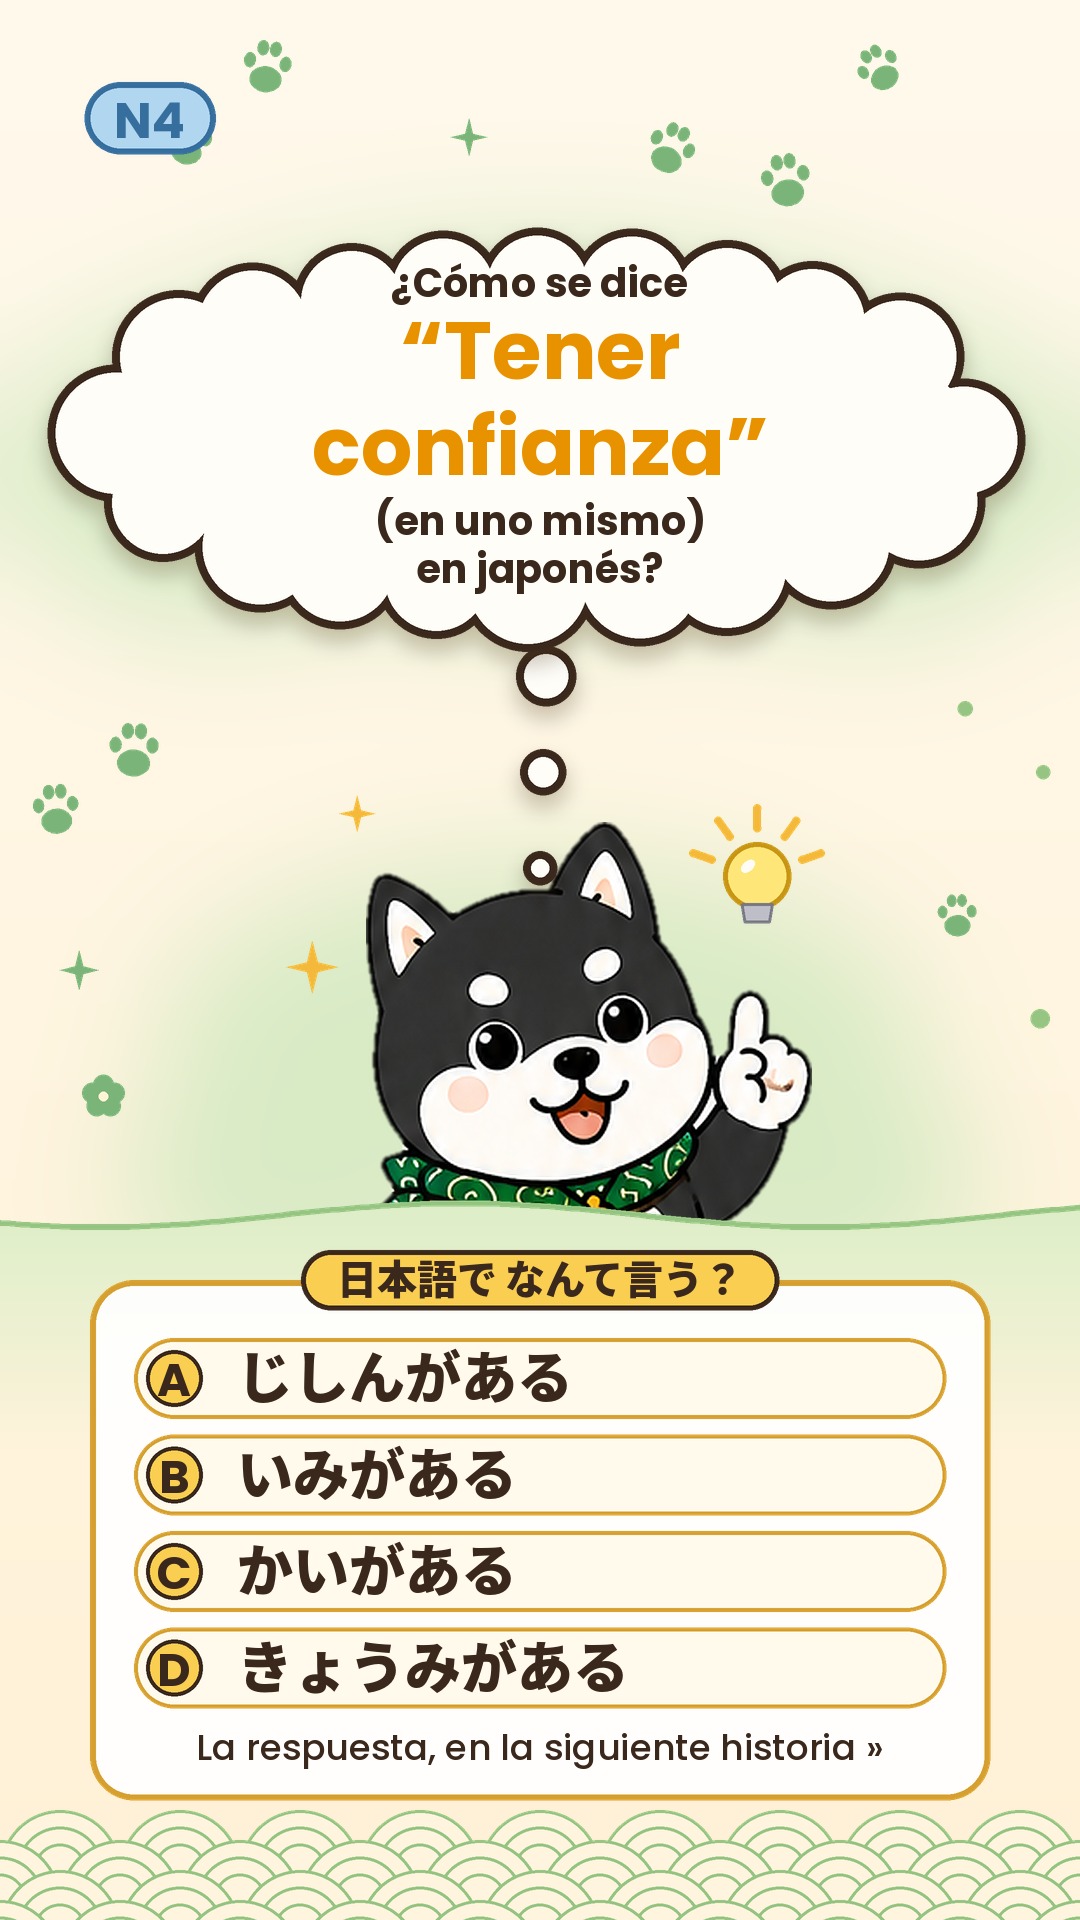 N4
¿Cómo se dice
“Tener
confianza”
(en uno mismo)
en japonés?
日本語で なんて言う？
A じしんがある
B いみがある
C かいがある
D きょうみがある
La respuesta, en la siguiente historia »